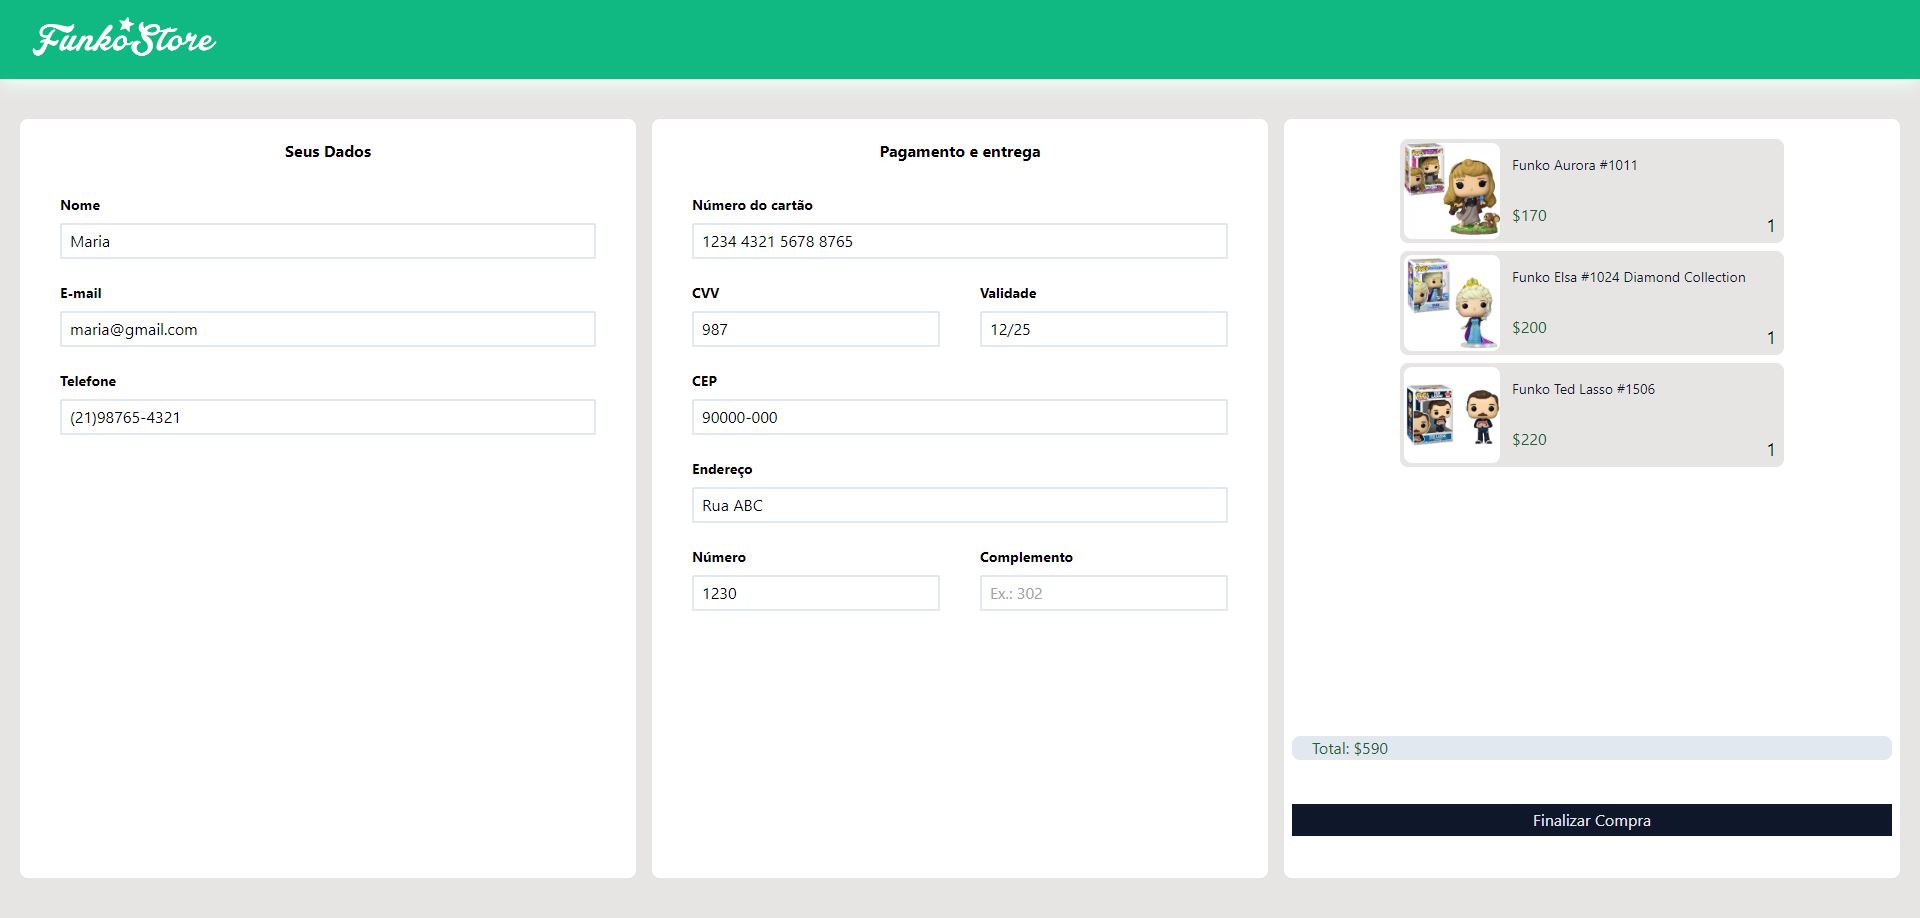 Funko Store
Seus Dados
Nome
Maria
E-mail
maria@gmail.com
Telefone
(21)98765-4321
Pagamento e entrega
Número do cartão
1234 4321 5678 8765
CVV
987
Validade
12/25
CEP
90000-000
Endereço
Rua ABC
Número
1230
Complemento
Ex.: 302
Funko Aurora #1011
$170
1
Funko Elsa #1024 Diamond Collection
$200
1
Funko Ted Lasso #1506
$220
1
Total: $590
Finalizar Compra